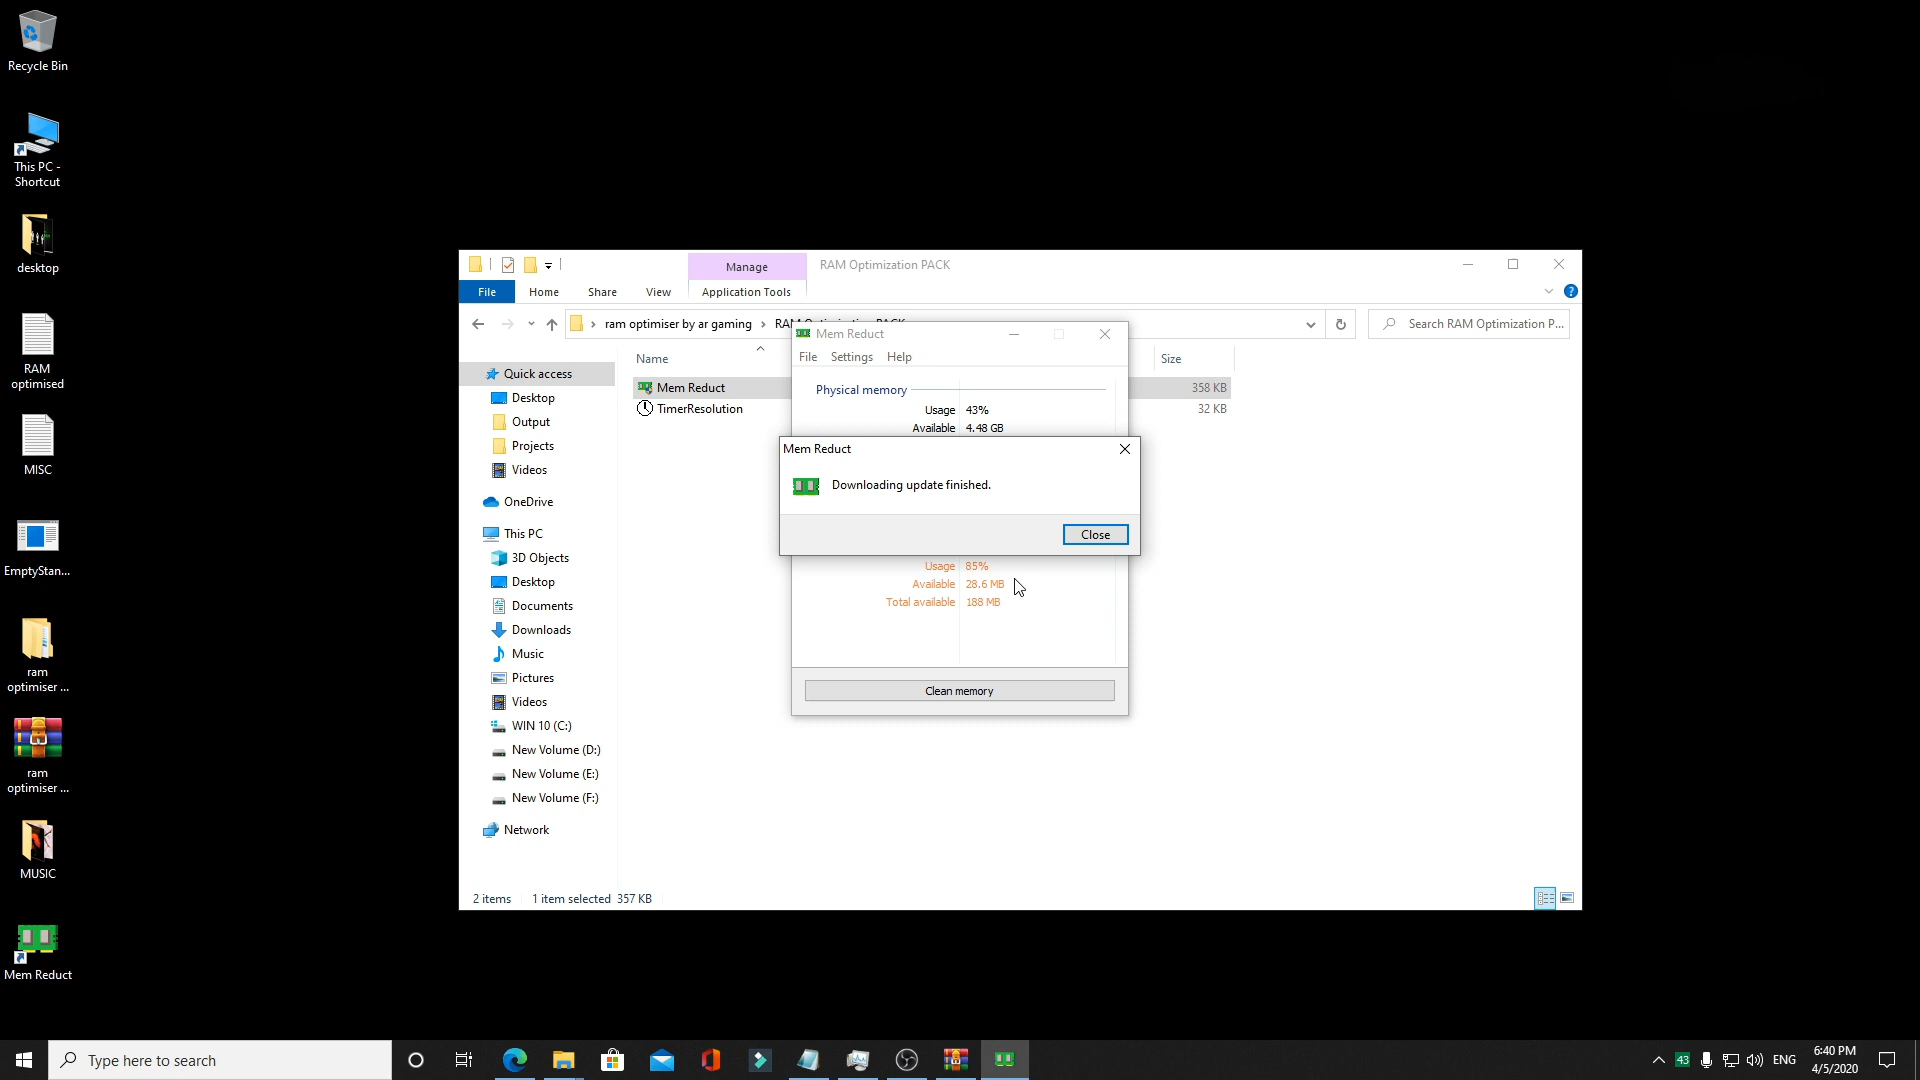 Recycle Bin
This PC -
Shortcut
desktop
RAM
optimised
MISC
EmptyStan...
ram
optimiser ...
ram
optimiser ...
MUSIC
Mem Reduct
Manage
RAM Optimization PACK
File
Home
Share
View
Application Tools
ram optimiser by ar gaming
Search RAM Optimization P...
Name
Size
Mem Reduct
358 KB
TimerResolution
32 KB
Quick access
Desktop
Output
Projects
Videos
OneDrive
This PC
3D Objects
Desktop
Documents
Downloads
Music
Pictures
Videos
WIN 10 (C:)
New Volume (D:)
New Volume (E:)
New Volume (F:)
Network
2 items
1 item selected 357 KB
Mem Reduct
File Settings Help
Physical memory
Usage 43%
Available 4.48 GB
Mem Reduct
Downloading update finished.
Close
Usage 85%
Available 28.6 MB
Total available 188 MB
Clean memory
Type here to search
43
ENG
6:40 PM
4/5/2020